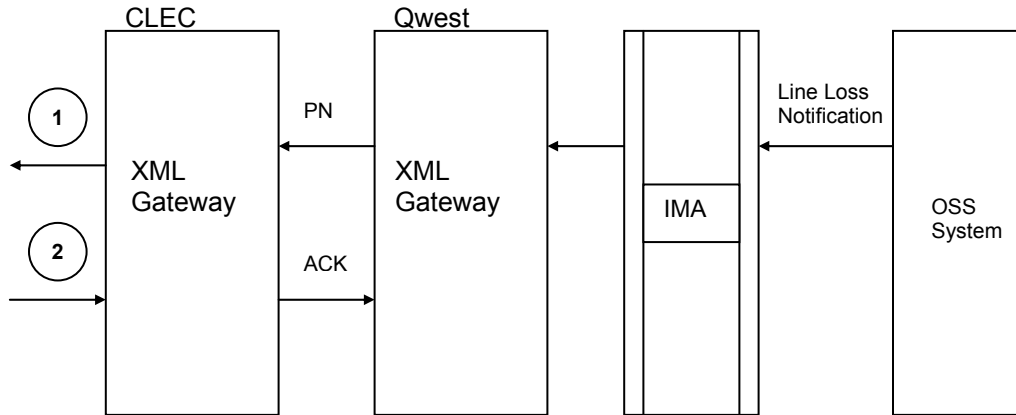 CLEC
Qwest
1
PN
Line Loss
Notification
XML
Gateway
XML
Gateway
IMA
OSS
System
2
ACK